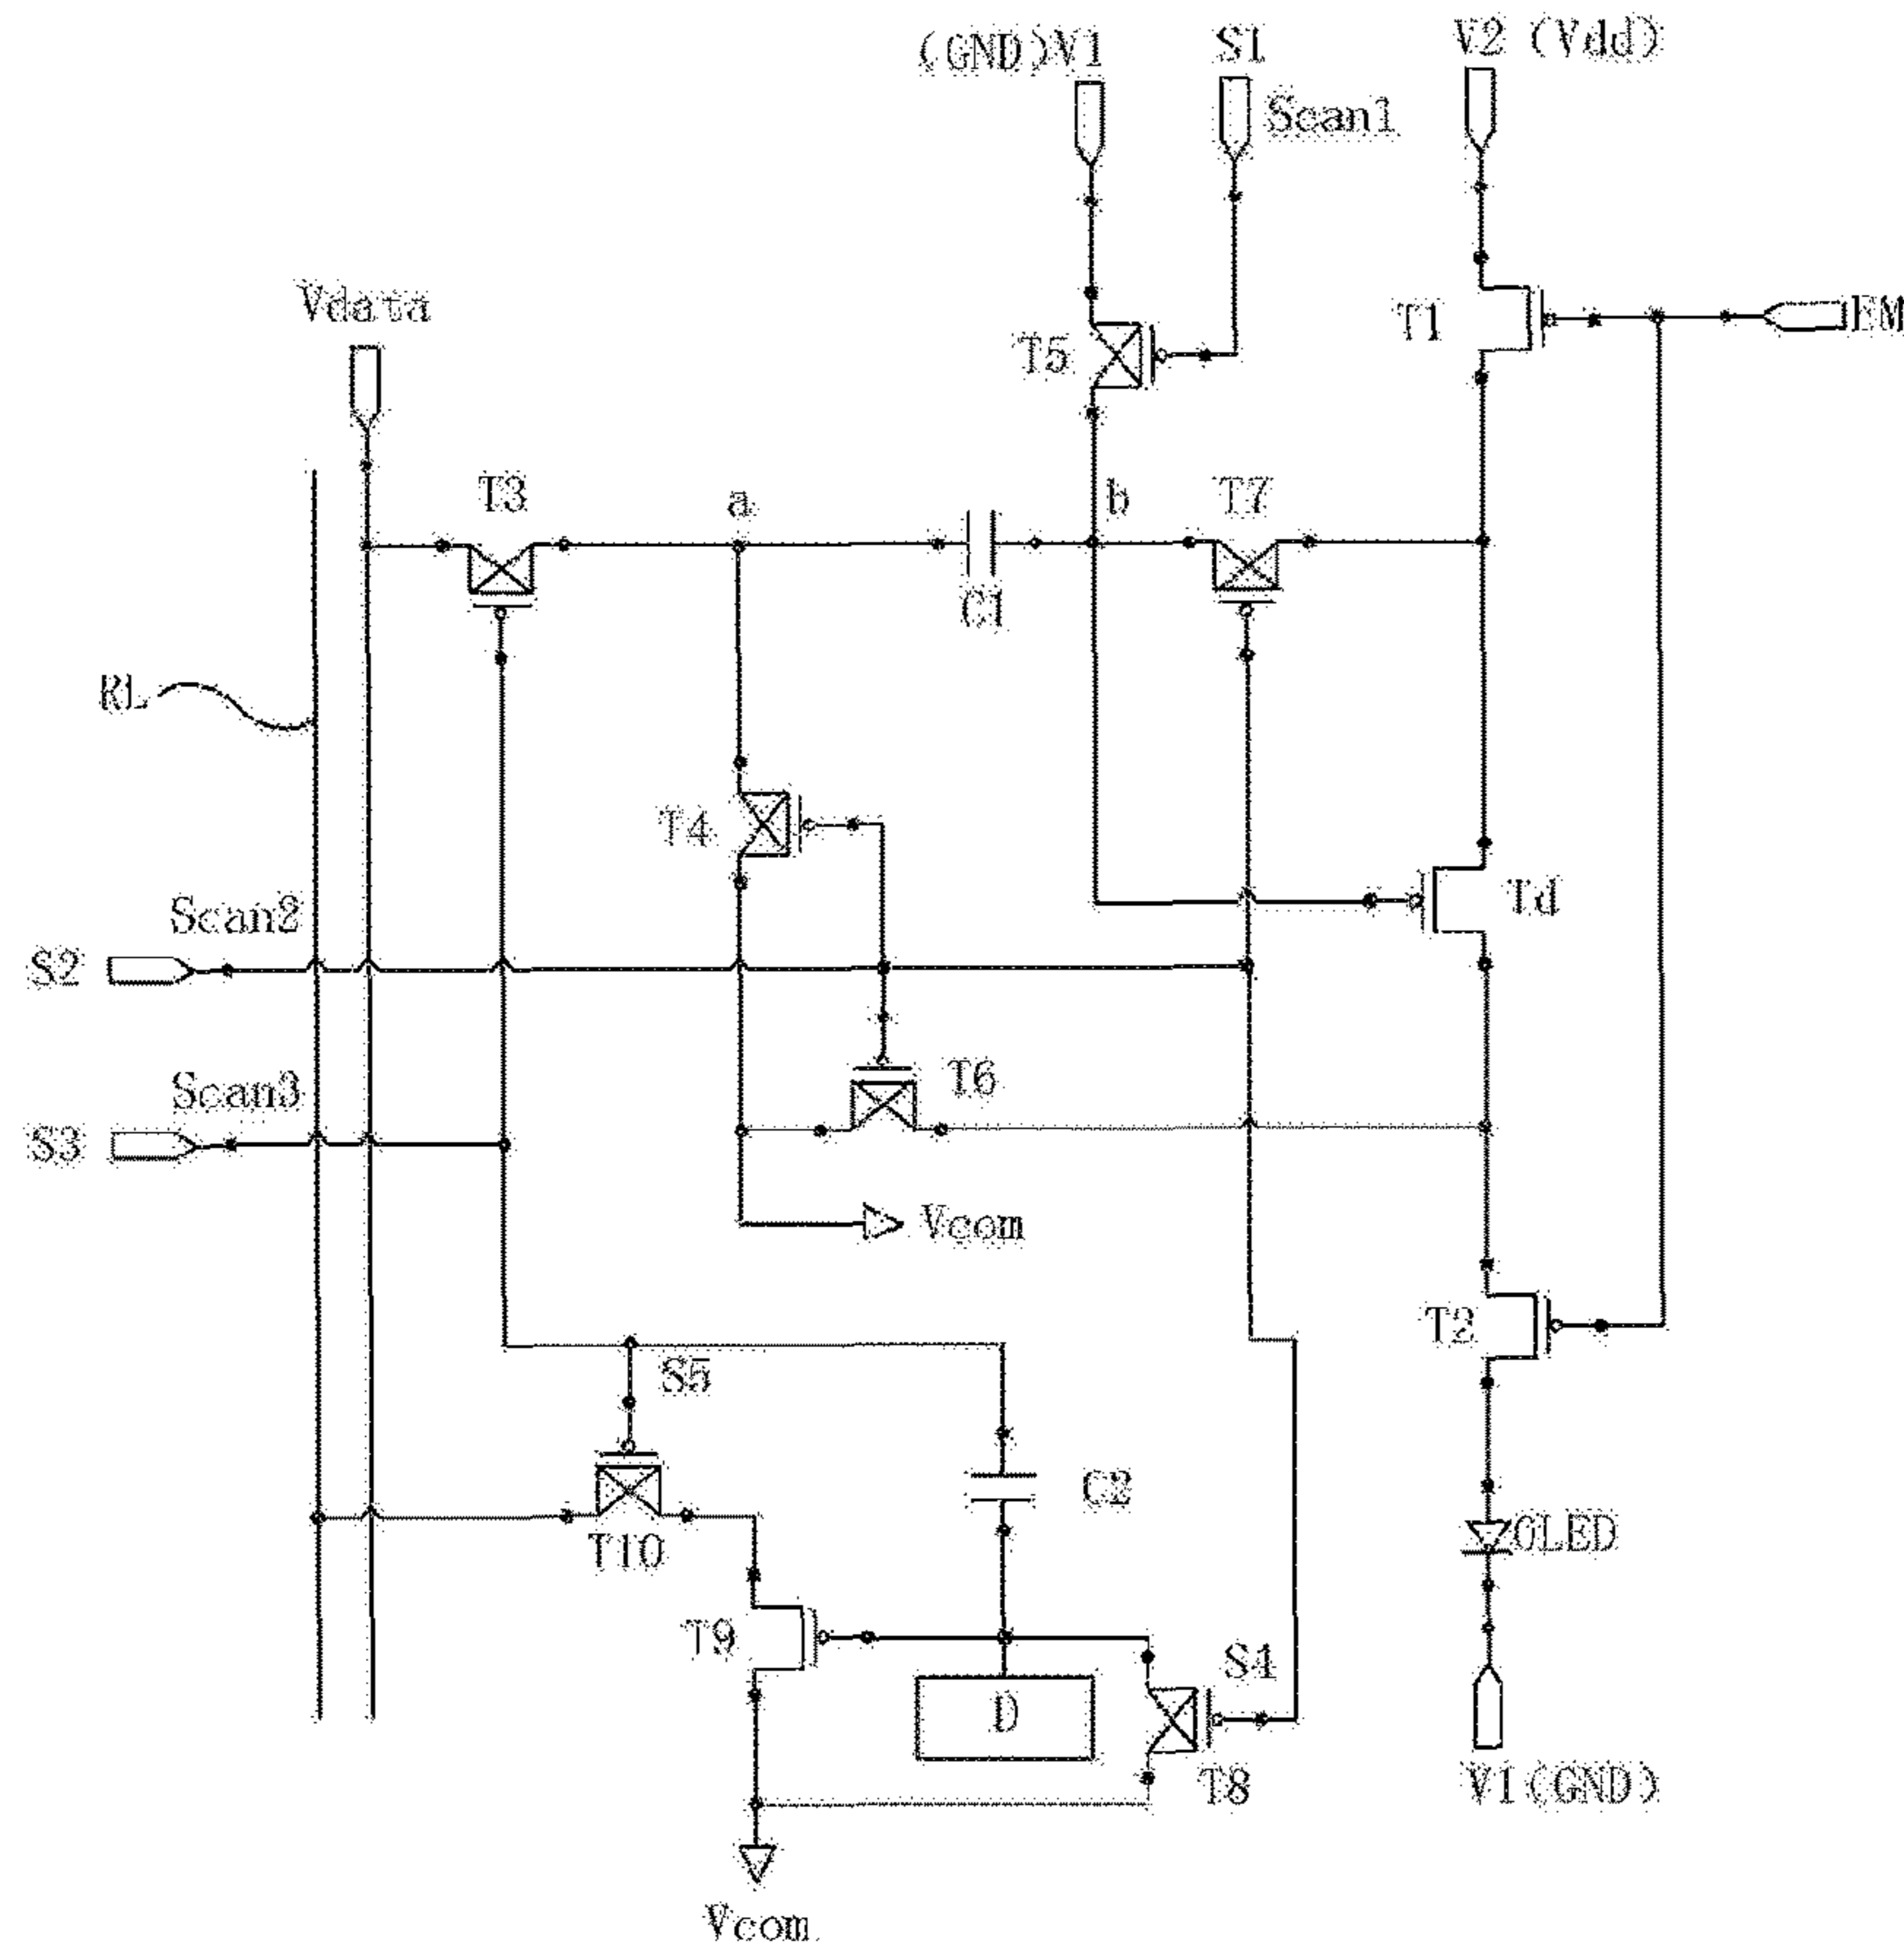 (GND)V1
S1
V2 (Vdd)
Scan1
Vdata
T5
T1
EM
T3
a
b
T7
C1
RL
T4
Td
Scan2
S2
T6
Scan3
S3
Vcom
T2
S5
C2
T10
OLED
T9
S4
D
T8
V1(GND)
Vcom